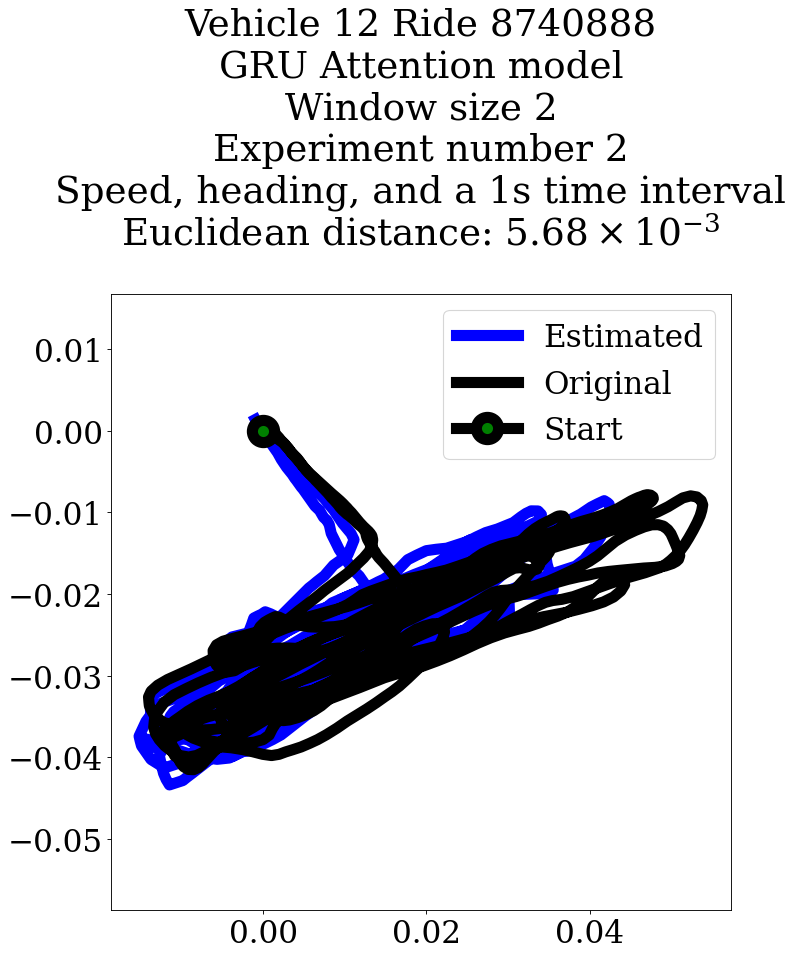 Vehicle 12 Ride 8740888
GRU Attention model
Window size 2
Experiment number 2
Speed, heading, and a 1s time interval
Euclidean distance: 5.68 × 10⁻³
Estimated
Original
Start
0.01
0.00
−0.01
−0.02
−0.03
−0.04
−0.05
0.00 0.02 0.04